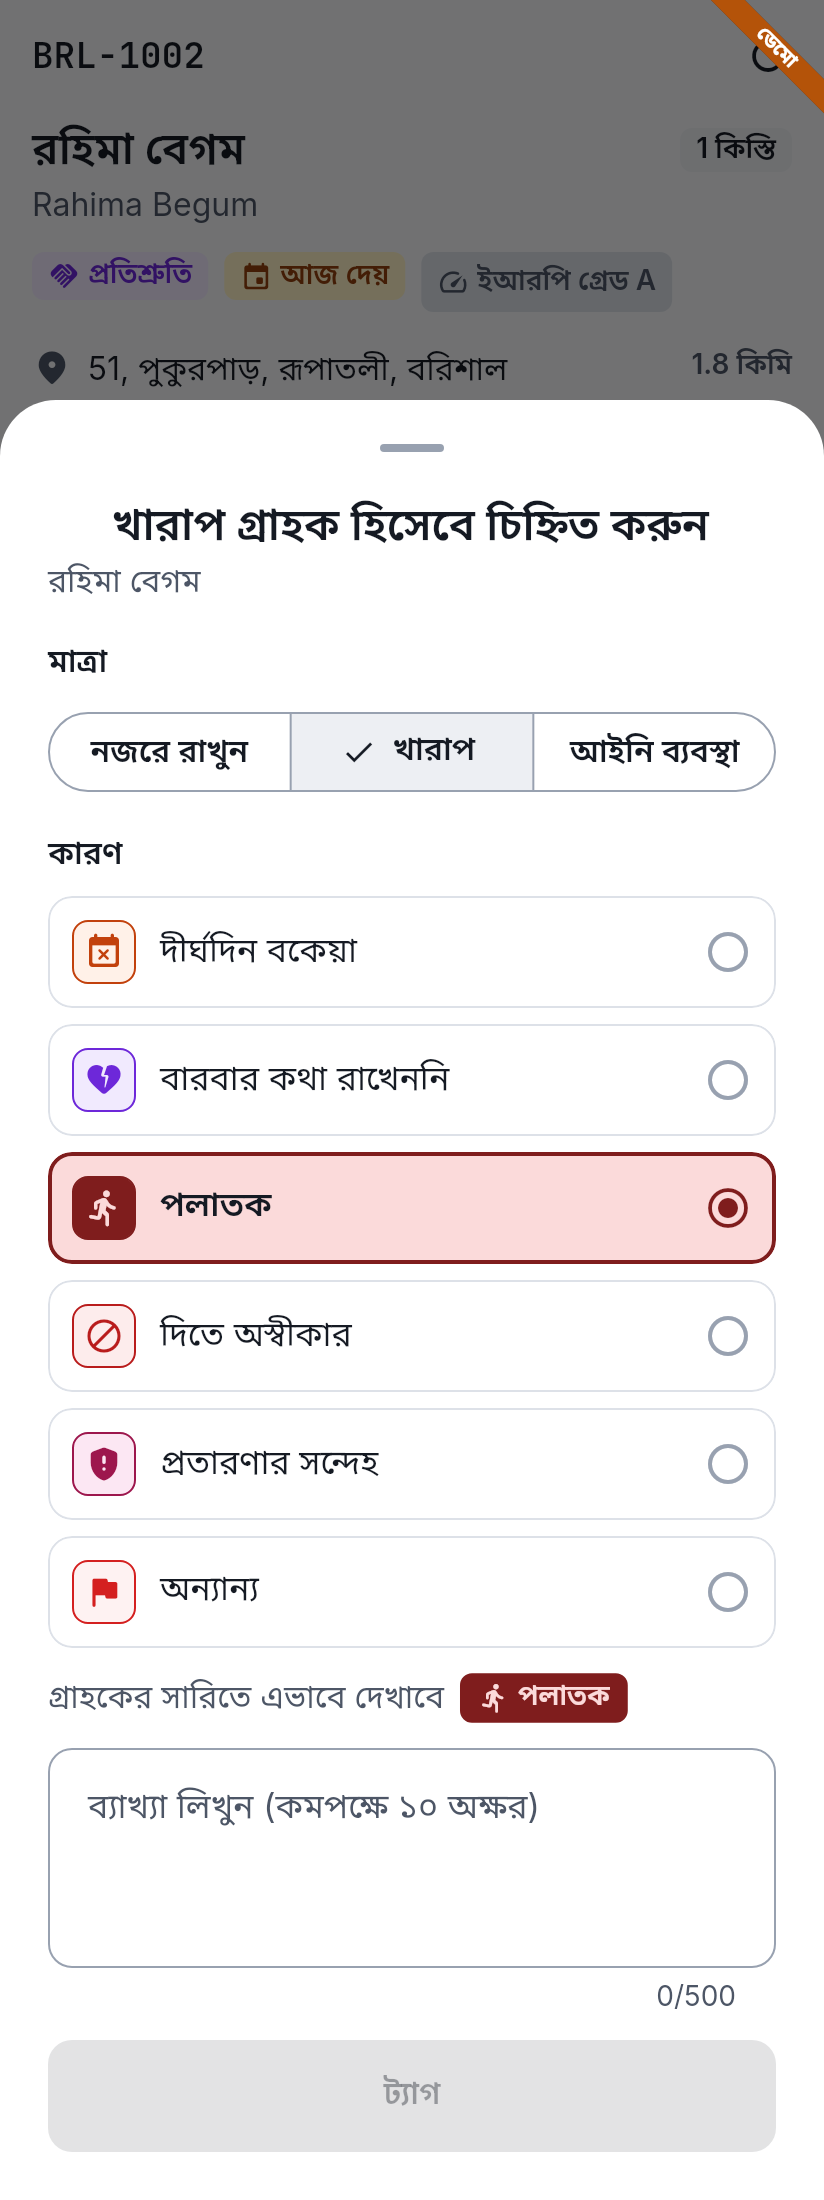 BRL-1002
ডেমো
রহিমা বেগম
1 কিস্তি
Rahima Begum
প্রতিশ্রুতি
আজ দেয়
ইআরপি গ্রেড A
51, পুকুরপাড়, রূপাতলী, বরিশাল
1.8 কিমি
খারাপ গ্রাহক হিসেবে চিহ্নিত করুন
রহিমা বেগম
মাত্রা
নজরে রাখুন
খারাপ
আইনি ব্যবস্থা
কারণ
দীর্ঘদিন বকেয়া
বারবার কথা রাখেননি
পলাতক
দিতে অস্বীকার
প্রতারণার সন্দেহ
অন্যান্য
গ্রাহকের সারিতে এভাবে দেখাবে
পলাতক
ব্যাখ্যা লিখুন (কমপক্ষে ১০ অক্ষর)
0/500
ট্যাগ